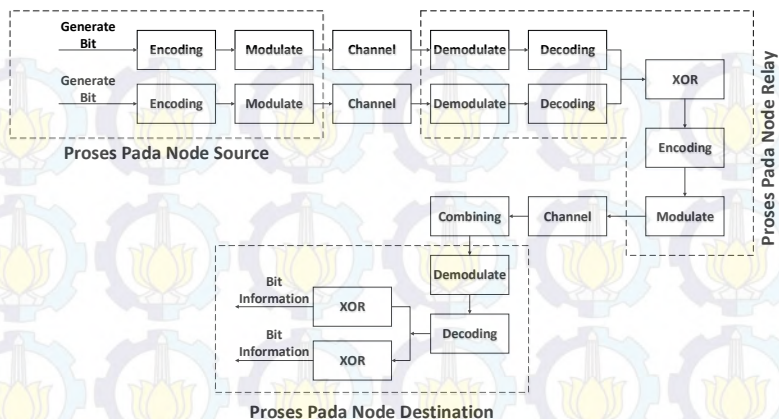 Generate
Bit
Encoding
Modulate
Channel
Demodulate
Decoding
Generate
Bit
Encoding
Modulate
Channel
Demodulate
Decoding
XOR
Encoding
Modulate
Proses Pada Node Source
Proses Pada Node Relay
Channel
Combining
Demodulate
Decoding
Bit
Information
XOR
Bit
Information
XOR
Proses Pada Node Destination